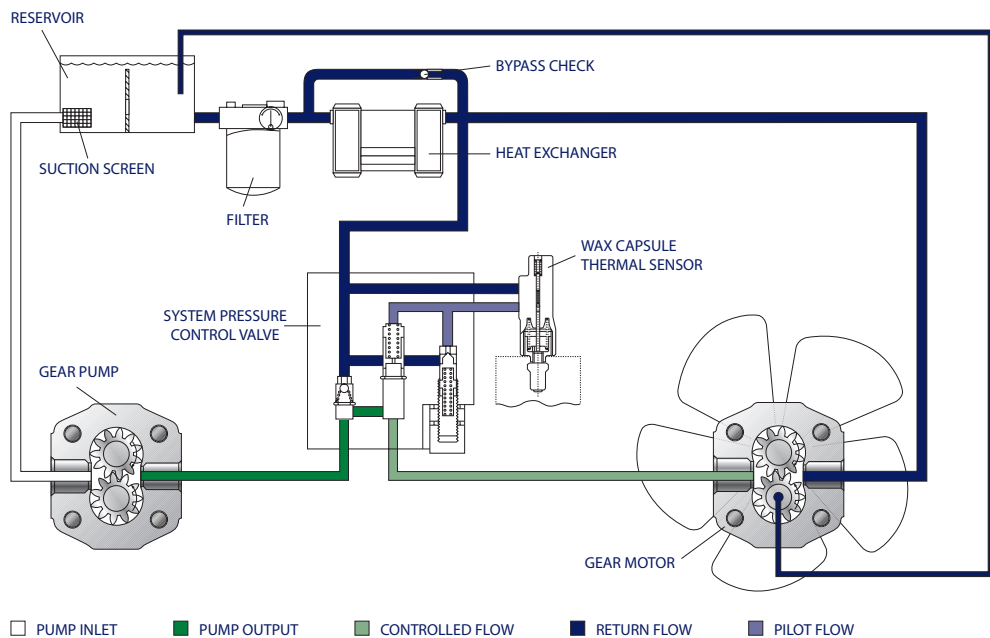 RESERVOIR
BYPASS CHECK
HEAT EXCHANGER
SUCTION SCREEN
FILTER
WAX CAPSULE
THERMAL SENSOR
SYSTEM PRESSURE
CONTROL VALVE
GEAR PUMP
GEAR MOTOR
PUMP INLET
PUMP OUTPUT
CONTROLLED FLOW
RETURN FLOW
PILOT FLOW